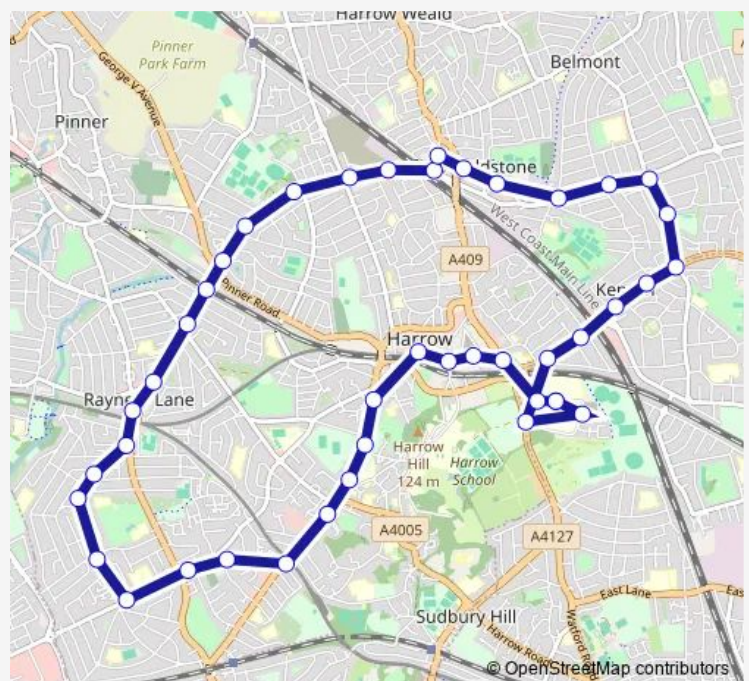 Harrow Weald
Pinner
Park Farm
Belmont
George V Avenue
Pinner
West Coast Main Line
A409
Pinner Road
Harrow
Lane
Harrow
Hill
124 m
Harrow
School
A4005
A4127
East Lane
Sudbury Hill
Watford Road
Harrow Road
© OpenStreetMap contributors